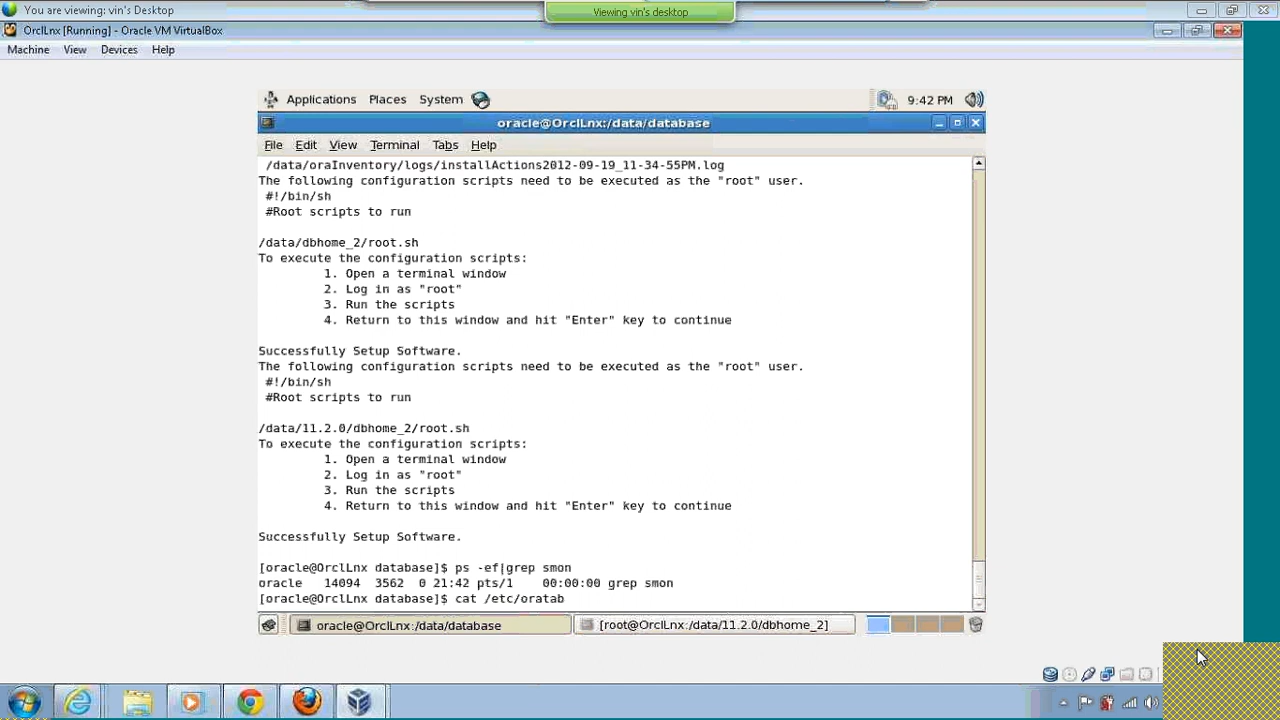 You are viewing: vin's Desktop
Viewing vin's desktop
OrclLnx [Running] - Oracle VM VirtualBox
Machine View Devices Help
Applications Places System 9:42 PM
oracle@OrclLnx:/data/database
File Edit View Terminal Tabs Help
/data/oraInventory/logs/installActions2012-09-19_11-34-55PM.log
The following configuration scripts need to be executed as the "root" user.
#!/bin/sh
#Root scripts to run
/data/dbhome_2/root.sh
To execute the configuration scripts:
1. Open a terminal window
2. Log in as "root"
3. Run the scripts
4. Return to this window and hit "Enter" key to continue
Successfully Setup Software.
The following configuration scripts need to be executed as the "root" user.
#!/bin/sh
#Root scripts to run
/data/11.2.0/dbhome_2/root.sh
To execute the configuration scripts:
1. Open a terminal window
2. Log in as "root"
3. Run the scripts
4. Return to this window and hit "Enter" key to continue
Successfully Setup Software.
[oracle@OrclLnx database]$ ps -ef|grep smon
oracle 14094 3562 0 21:42 pts/1 00:00:00 grep smon
[oracle@OrclLnx database]$ cat /etc/oratab
oracle@OrclLnx:/data/database [root@OrclLnx:/data/11.2.0/dbhome_2]